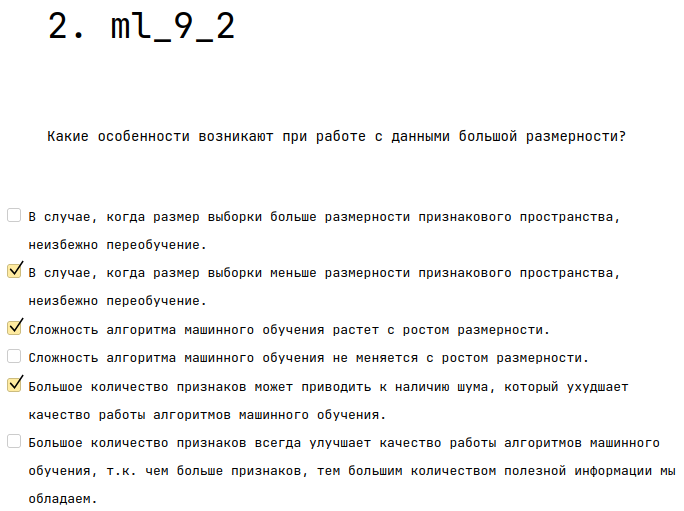 2. ml_9_2
Какие особенности возникают при работе с данными большой размерности?
В случае, когда размер выборки больше размерности признакового пространства,
неизбежно переобучение.
В случае, когда размер выборки меньше размерности признакового пространства,
неизбежно переобучение.
Сложность алгоритма машинного обучения растет с ростом размерности.
Сложность алгоритма машинного обучения не меняется с ростом размерности.
Большое количество признаков может приводить к наличию шума, который ухудшает
качество работы алгоритмов машинного обучения.
Большое количество признаков всегда улучшает качество работы алгоритмов машинного
обучения, т.к. чем больше признаков, тем большим количеством полезной информации мы
обладаем.